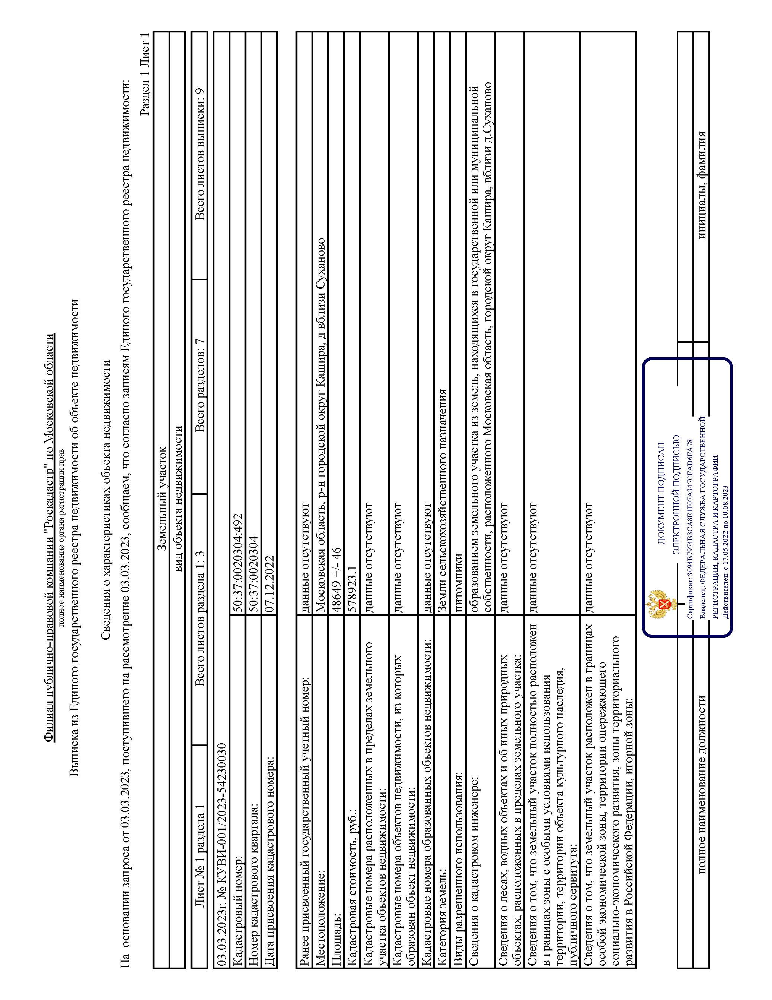 Филиал публично-правовой компании "Роскадастр" по Московской области
полное наименование органа регистрации прав
Выписка из Единого государственного реестра недвижимости об объекте недвижимости
Сведения о характеристиках объекта недвижимости
На основании запроса от 03.03.2023, поступившего на рассмотрение 03.03.2023, сообщаем, что согласно записям Единого государственного реестра недвижимости:
Раздел 1 Лист 1
Земельный участок
вид объекта недвижимости
Лист № 1 раздела 1 Всего листов раздела 1: 3 Всего разделов: 7 Всего листов выписки: 9
03.03.2023г. № КУВИ-001/2023-54230030
Кадастровый номер: 50:37:0020304:492
Номер кадастрового квартала: 50:37:0020304
Дата присвоения кадастрового номера: 07.12.2022
Ранее присвоенный государственный учетный номер: данные отсутствуют
Местоположение: Московская область, р-н городской округ Кашира, д вблизи Суханово
Площадь: 48649 +/- 46
Кадастровая стоимость, руб.: 578923.1
Кадастровые номера расположенных в пределах земельного данные отсутствуют
участка объектов недвижимости:
Кадастровые номера объектов недвижимости, из которых данные отсутствуют
образован объект недвижимости:
Кадастровые номера образованных объектов недвижимости: данные отсутствуют
Категория земель: Земли сельскохозяйственного назначения
Виды разрешенного использования: питомники
Сведения о кадастровом инженере: образованием земельного участка из земель, находящихся в государственной или муниципальной
собственности, расположенного Московская область, городской округ Кашира, вблизи д.Суханово
Сведения о лесах, водных объектах и об иных природных данные отсутствуют
объектах, расположенных в пределах земельного участка:
Сведения о том, что земельный участок полностью расположен данные отсутствуют
в границах зоны с особыми условиями использования
территории, территории объекта культурного наследия,
публичного сервитута:
Сведения о том, что земельный участок расположен в границах данные отсутствуют
особой экономической зоны, территории опережающего
социально-экономического развития, зоны территориального
развития в Российской Федерации, игорной зоны:
ДОКУМЕНТ ПОДПИСАН
ЭЛЕКТРОННОЙ ПОДПИСЬЮ
Сертификат: 3094B7974B3CA8E1F07A347CFAD6FA78
Владелец: ФЕДЕРАЛЬНАЯ СЛУЖБА ГОСУДАРСТВЕННОЙ
РЕГИСТРАЦИИ, КАДАСТРА И КАРТОГРАФИИ
Действителен: с 17.05.2022 по 10.08.2023
полное наименование должности инициалы, фамилия